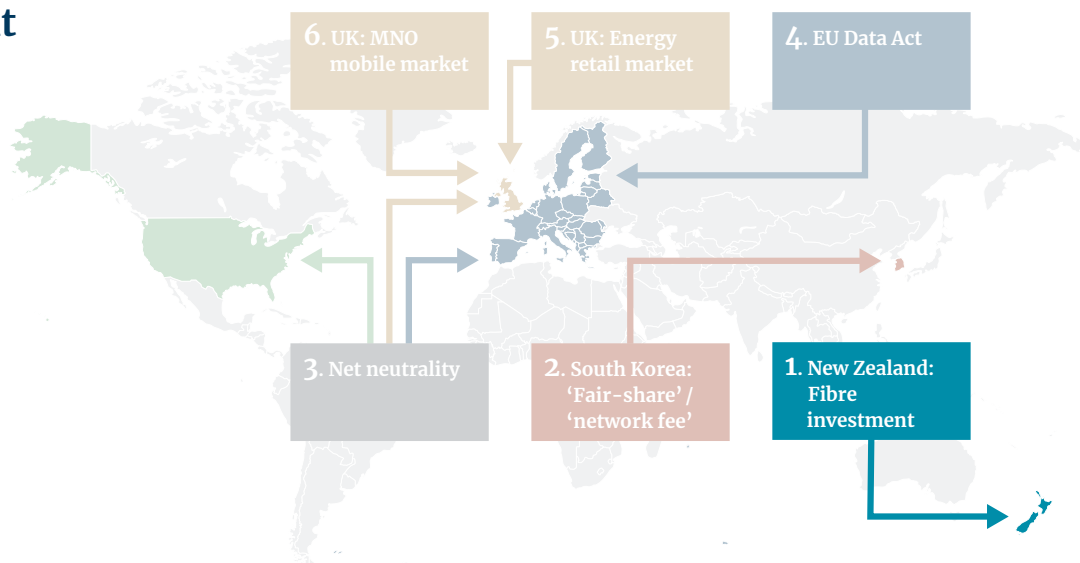 6. UK: MNO
mobile market
5. UK: Energy
retail market
4. EU Data Act
3. Net neutrality
2. South Korea:
‘Fair-share’ /
‘network fee’
1. New Zealand:
Fibre
investment